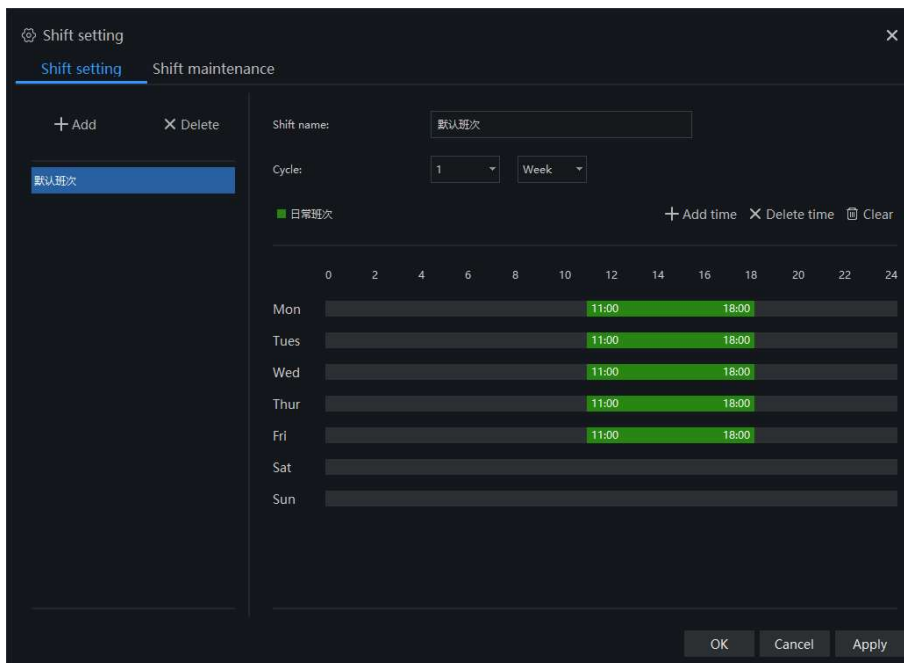 Shift setting
Shift setting Shift maintenance
Add Delete
默认班次
Shift name: 默认班次
Cycle: 1 Week
日常班次 Add time Delete time Clear
0 2 4 6 8 10 12 14 16 18 20 22 24
Mon 11:00 18:00
Tues 11:00 18:00
Wed 11:00 18:00
Thur 11:00 18:00
Fri 11:00 18:00
Sat
Sun
OK Cancel Apply